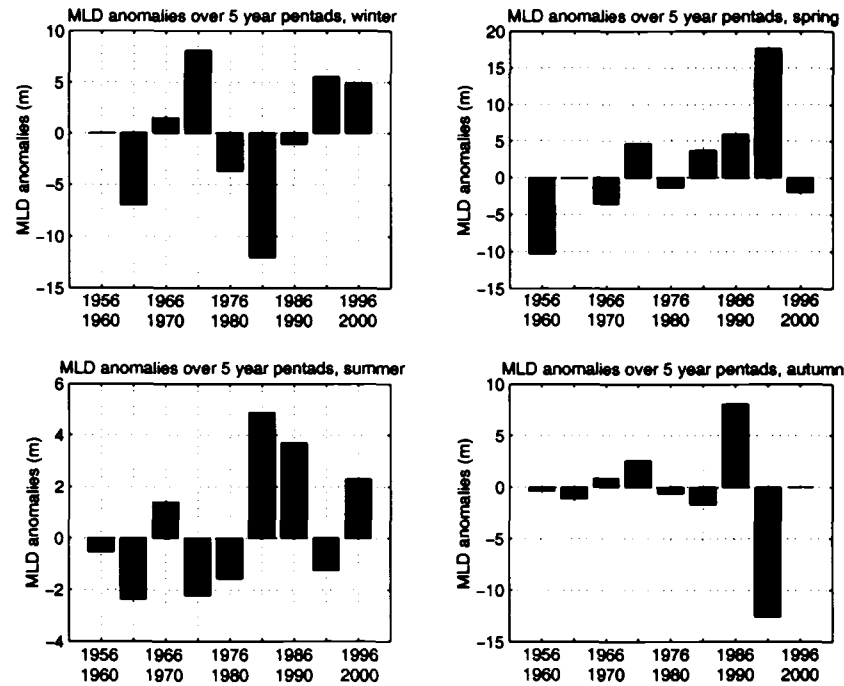 MLD anomalies over 5 year pentads, winter
MLD anomalies (m)
10
5
0
−5
−10
−15
1956 1966 1976 1986 1996
1960 1970 1980 1990 2000
MLD anomalies over 5 year pentads, spring
MLD anomalies (m)
20
15
10
5
0
−5
−10
−15
1956 1966 1976 1986 1996
1960 1970 1980 1990 2000
MLD anomalies over 5 year pentads, summer
MLD anomalies (m)
6
4
2
0
−2
−4
1956 1966 1976 1986 1996
1960 1970 1980 1990 2000
MLD anomalies over 5 year pentads, autumn
MLD anomalies (m)
10
5
0
−5
−10
−15
1956 1966 1976 1986 1996
1960 1970 1980 1990 2000